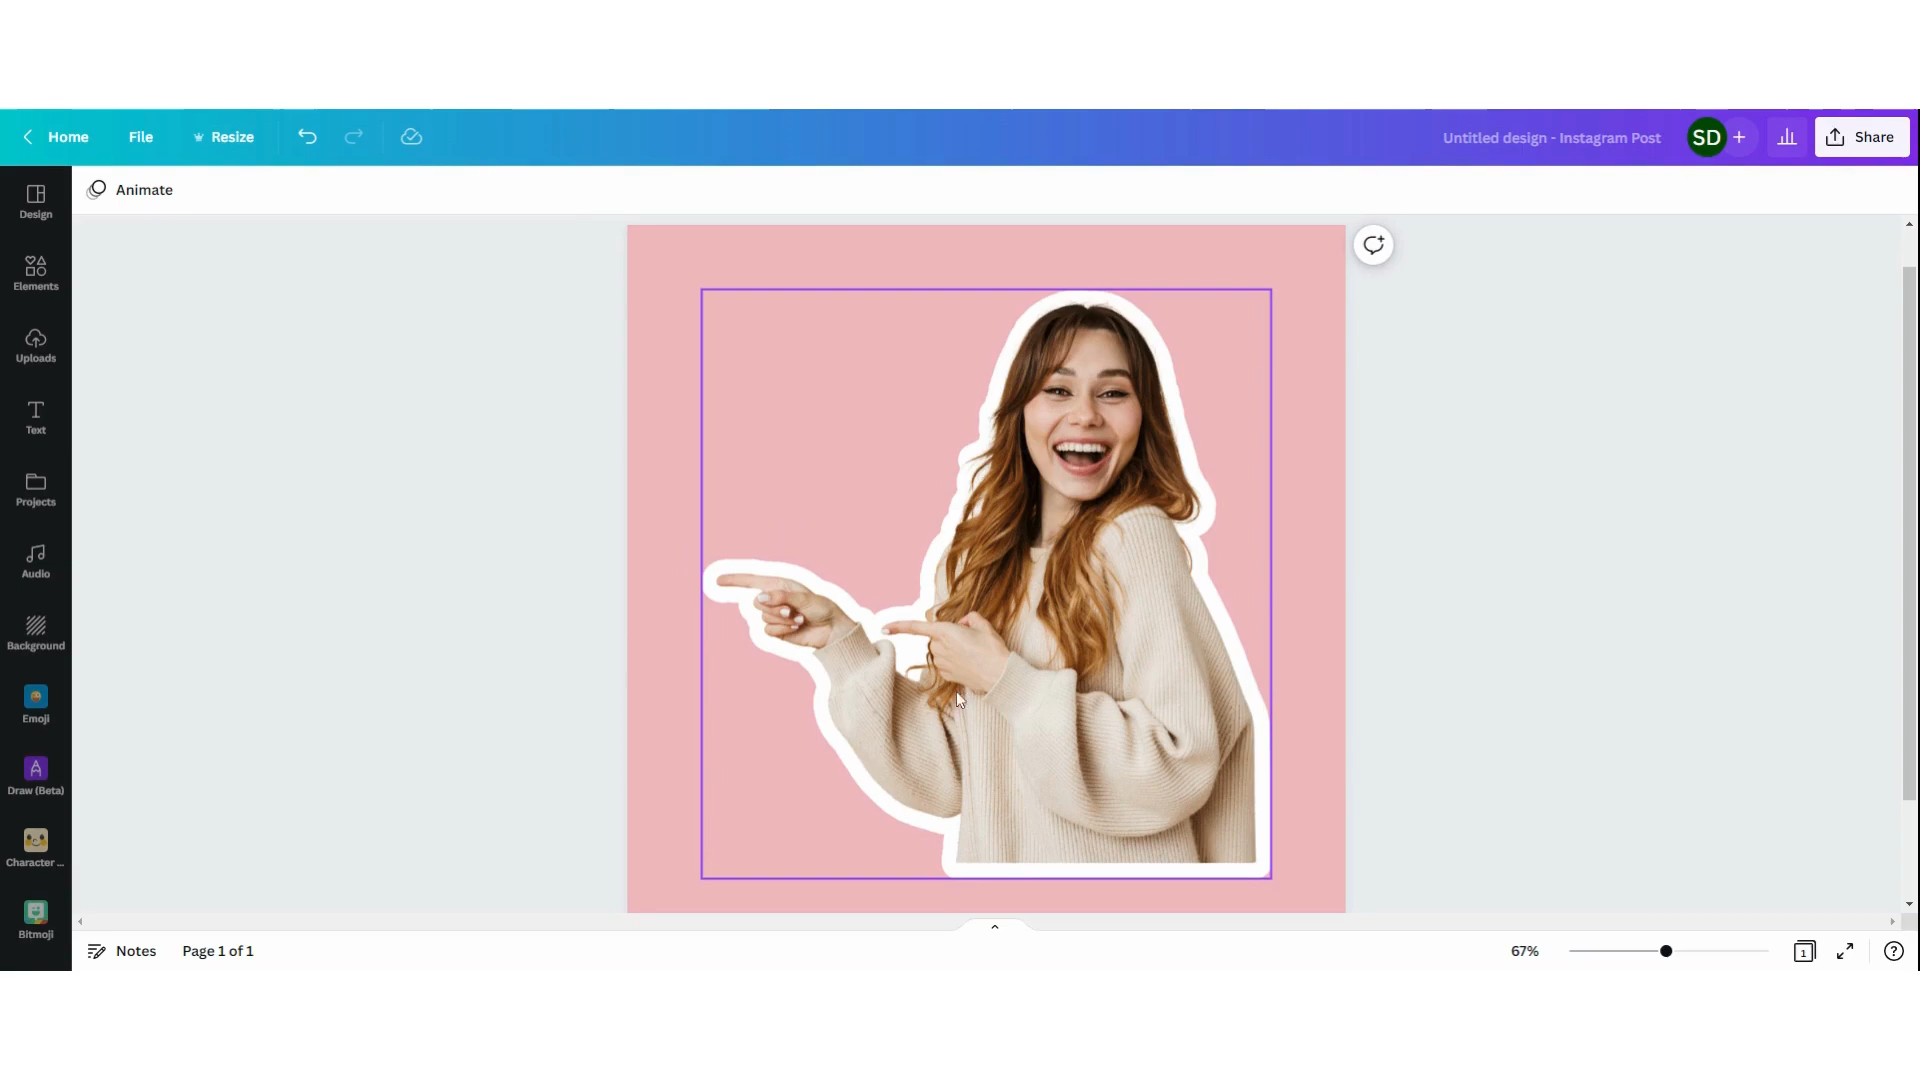 Home File Resize Untitled design - Instagram Post SD + Share
Animate
Design
Elements
Uploads
Text
Projects
Audio
Background
Emoji
Draw (Beta)
Character ...
Bitmoji
Notes Page 1 of 1 67% 1 ?